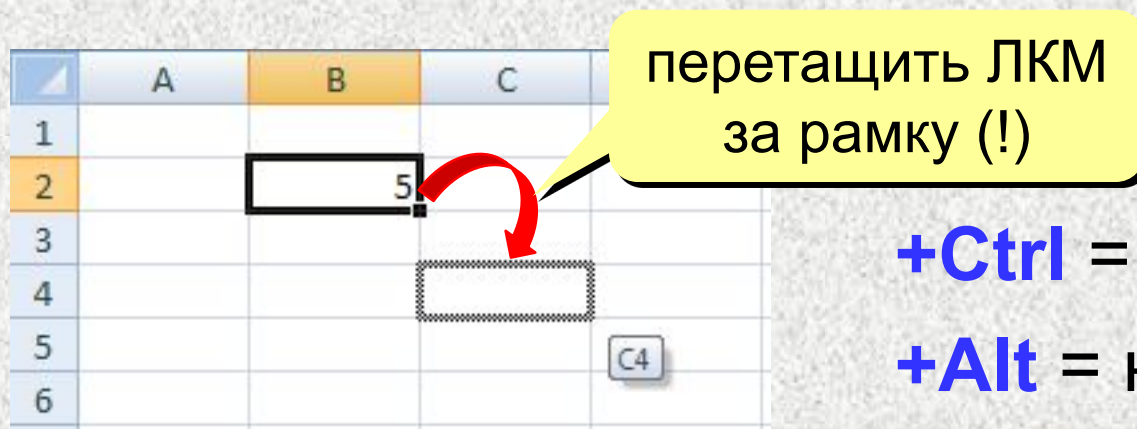 перетащить ЛКМ
за рамку (!)
A B C
1
2 5
3
4
5 C4
6
+Ctrl =
+Alt =